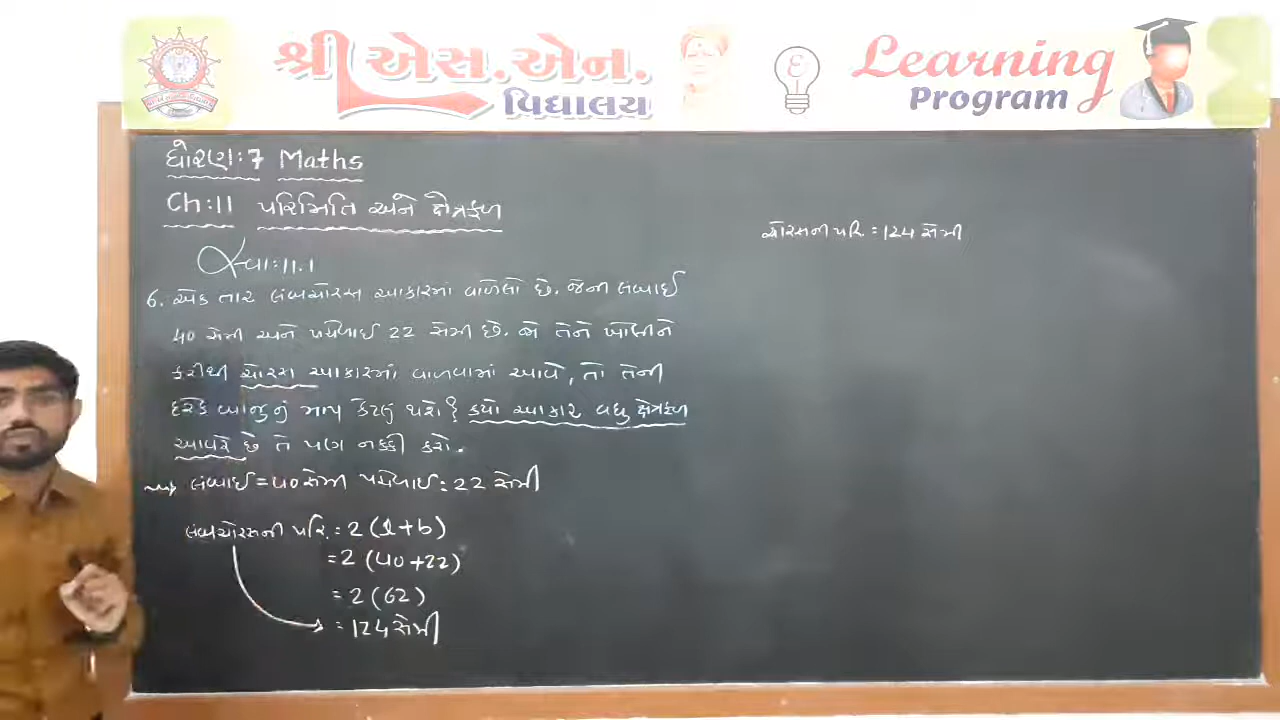 શ્રી એસ.એન.
વિદ્યાલય
Learning
Program
ધોરણ:7 Maths
Ch:11 પરિમિતિ અને ક્ષેત્રફળ
સ્વા:11.1
6. એક તાર લંબચોરસ આકારમાં વાળેલો છે. જેની લંબાઈ
40 સેમી અને પહોળાઈ 22 સેમી છે. જો તેને ખોલીને
ફરીથી ચોરસ આકારમાં વાળવામાં આવે, તો તેની
દરેક બાજુનું માપ કેટલું થશે? કયો આકાર વધુ ક્ષેત્રફળ
આવરે છે તે પણ નક્કી કરો.
લંબાઈ = 40 સેમી પહોળાઈ : 22 સેમી
લંબચોરસની પરિ. = 2 (l+b)
= 2 (40+22)
= 2 (62)
= 124 સેમી
ચોરસની પરિ. = 124 સેમી